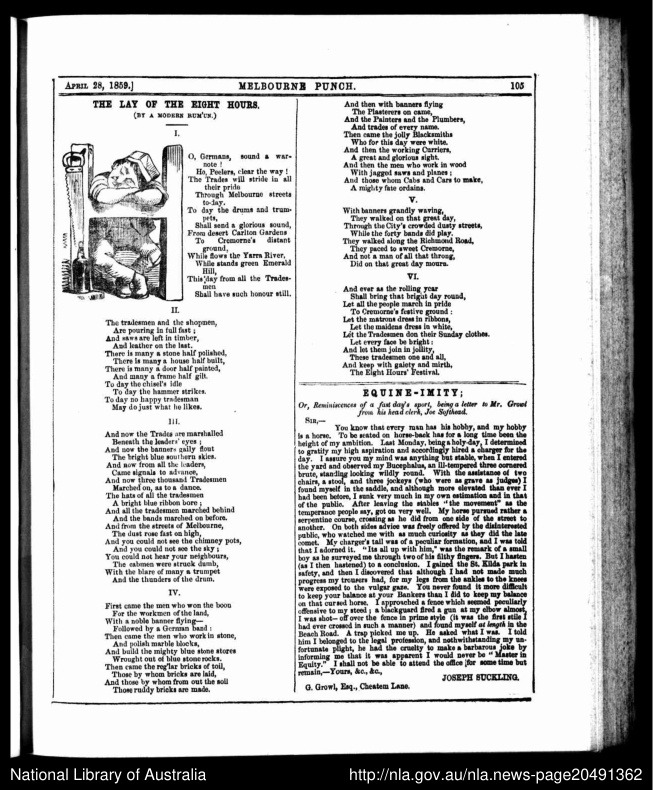 APRIL 28, 1859.]
MELBOURNE PUNCH.
105
THE LAY OF THE EIGHT HOURS.
(BY A MODERN RUM'UN.)
I.
O, Germans, sound a war-
note!
Ho, Peelers, clear the way!
The Trades will stride in all
their pride
Through Melbourne streets
to-day.
To day the drums and trum-
pets,
Shall send a glorious sound,
From desert Carlton Gardens
To Cremorne's distant
ground,
While flows the Yarra River,
While stands green Emerald
Hill,
This day from all the Trades-
men
Shall have such honour still.
II.
The tradesmen and the shopmen,
Are pouring in full fast;
And saws are left in timber,
And leather on the last.
There is many a stone half polished,
There is many a house half built,
There is many a door half painted,
And many a frame half gilt.
To day the chisel's idle
To day the hammer strikes.
To day no happy tradesman
May do just what he likes.
III.
And now the Trades are marshalled
Beneath the leaders' eyes;
And now the banners gaily flout
The bright blue southern skies.
And now from all the leaders,
Came signals to advance,
And now three thousand Tradesmen
Marched on, as to a dance.
The hats of all the tradesmen
A bright blue ribbon bore;
And all the tradesmen marched behind
And the bands marched on before.
And from the streets of Melbourne,
The dust rose fast on high,
And you could not see the chimney pots,
And you could not see the sky;
You could not hear your neighbours,
The cabmen were struck dumb,
With the blare of many a trumpet
And the thunders of the drum.
IV.
First came the men who won the boon
For the workmen of the land,
With a noble banner flying—
Followed by a German band:
Then came the men who work in stone,
And polish marble blocks,
And build the mighty blue stone stores
Wrought out of blue stone rocks.
Then came the reg'lar bricks of toil,
Those by whom bricks are laid,
And those by whom from out the soil
Those ruddy bricks are made.
And then with banners flying
The Plasterers on came,
And the Painters and the Plumbers,
And trades of every name.
Then came the jolly Blacksmiths
Who for this day were white.
And then the working Curriers,
A great and glorious sight.
And then the men who work in wood
With jagged saws and planes;
And those whom Cabs and Cars to make,
A mighty fate ordains.
V.
With banners grandly waving,
They walked on that great day,
Through the City's crowded dusty streets,
While the forty bands did play.
They walked along the Richmond Road,
They paced to sweet Cremorne,
And not a man of all that throng,
Did on that great day mourn.
VI.
And ever as the rolling year
Shall bring that bright day round,
Let all the people march in pride
To Cremorne's festive ground:
Let the matrons dress in ribbons,
Let the maidens dress in white,
Let the Tradesmen don their Sunday clothes.
Let every face be bright:
And let them join in jollity,
These tradesmen one and all,
And keep with gaiety and mirth,
The Eight Hours' Festival.
EQUINE-IMITY;
Or, Reminiscences of a fast day's sport, being a letter to Mr. Growl
from his head clerk, Joe Softhead.
SIR,—
You know that every man has his hobby, and my hobby
is a horse. To be seated on horse-back has for a long time been the
height of my ambition. Last Monday, being a holy-day, I determined
to gratify my high aspiration and accordingly hired a charger for the
day. I assure you my mind was anything but stable, when I entered
the yard and observed my Bucephalus, an ill-tempered three cornered
brute, standing looking wildly round. With the assistance of two
chairs, a stool, and three jockeys (who were as grave as judges) I
found myself in the saddle, and although more elevated than ever I
had been before, I sunk very much in my own estimation and in that
of the public. After leaving the stables "the movement" as the
temperance people say, got on very well. My horse pursued rather a
serpentine course, crossing as he did from one side of the street to
another. On both sides advice was freely offered by the disinterested
public, who watched me with as much curiosity as they did the late
comet. My charger's tail was of a peculiar formation, and I was told
that I adorned it. "Its all up with him," was the remark of a small
boy as he surveyed me through two of his filthy fingers. But I hasten
(as I then hastened) to a conclusion. I gained the St. Kilda park in
safety, and then I discovered that although I had not made much
progress my trousers had, for my legs from the ankles to the knees
were exposed to the vulgar gaze. You never found it more difficult
to keep your balance at your Bankers than I did to keep my balance
on that cursed horse. I approached a fence which seemed peculiarly
offensive to my steed; a blackguard fired a gun at my elbow almost,
I was shot—off over the fence in prime style (it was the first stile I
had ever crossed in such a manner) and found myself at length in the
Beach Road. A trap picked me up. He asked what I was. I told
him I belonged to the legal profession, and nothwithstanding my un-
fortunate plight, he had the cruelty to make a barbarous joke by
informing me that it was apparent I would never be "Master in
Equity." I shall not be able to attend the office for some time but
remain,—Yours, &c., &c.,
JOSEPH SUCKLING.
G. Growl, Esq., Cheatem Lane.
National Library of Australia
http://nla.gov.au/nla.news-page20491362